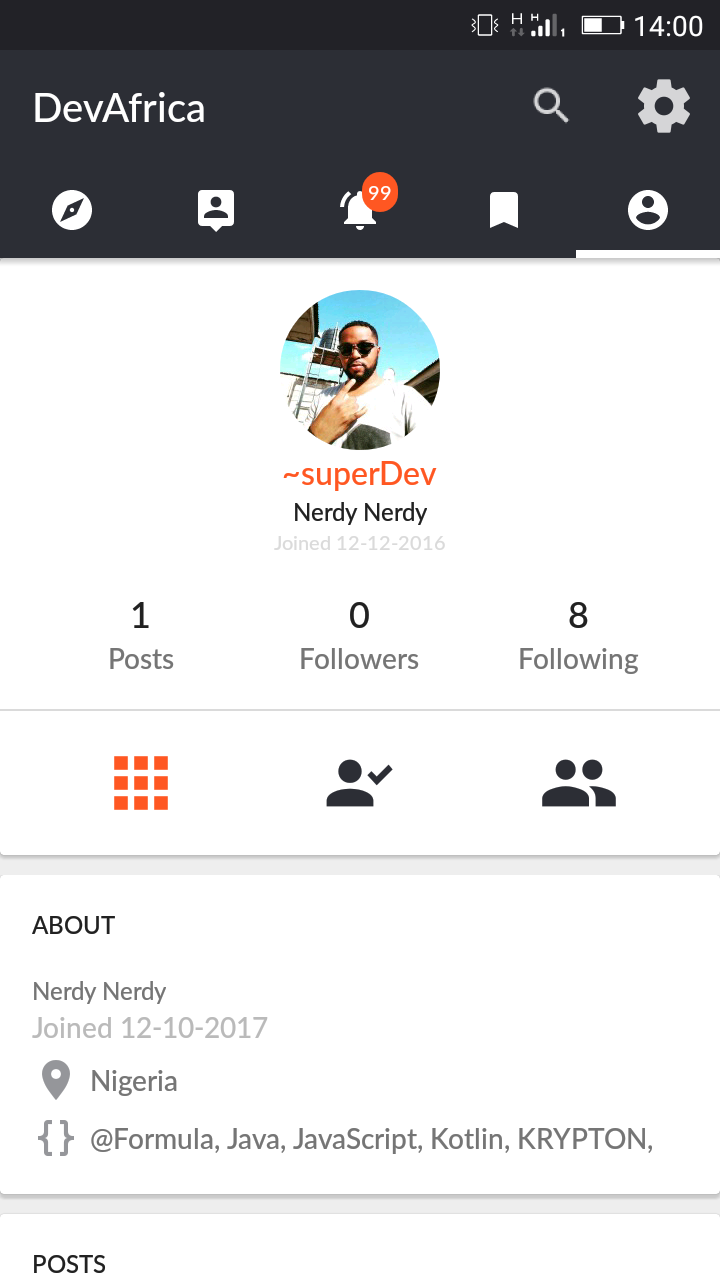 H H 1 14:00
DevAfrica
99
~superDev
Nerdy Nerdy
Joined 12-12-2016
1 0 8
Posts Followers Following
ABOUT
Nerdy Nerdy
Joined 12-10-2017
Nigeria
{} @Formula, Java, JavaScript, Kotlin, KRYPTON,
POSTS